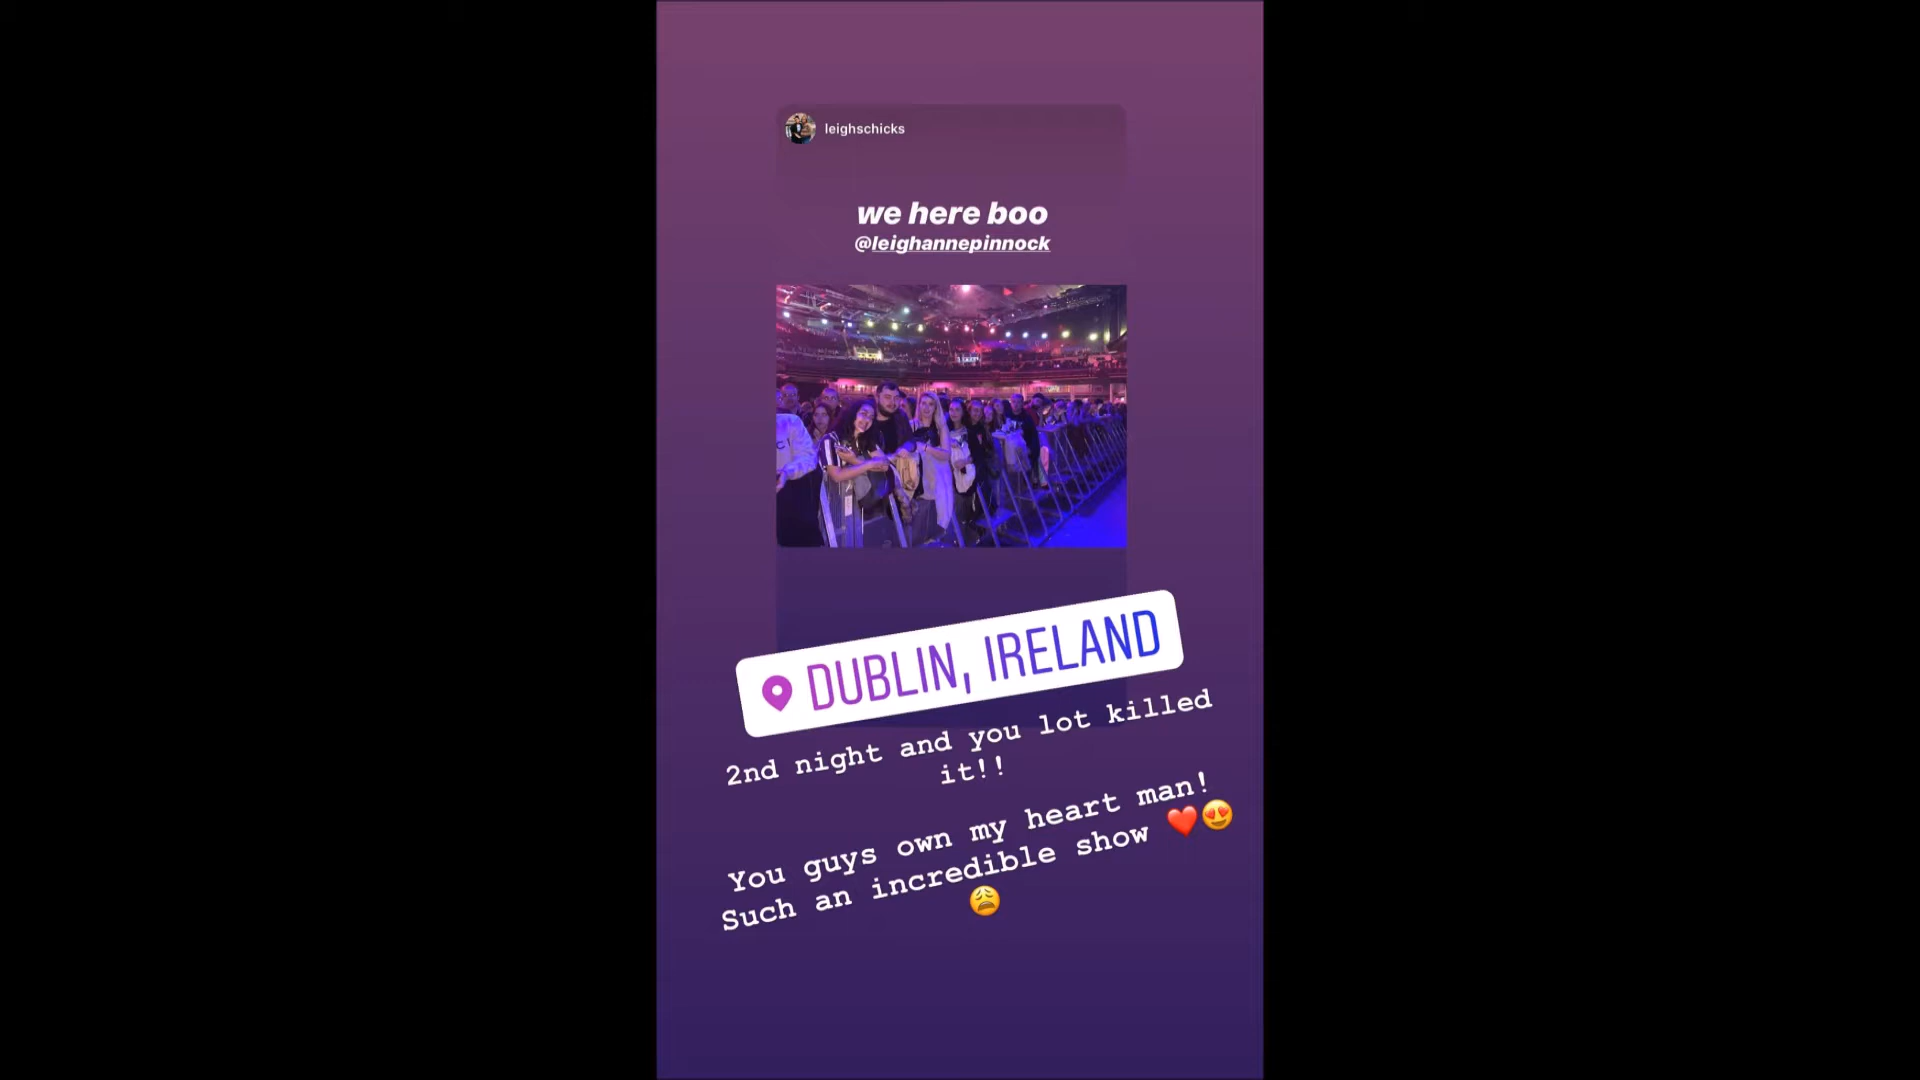 leighschicks
we here boo
@leighannepinnock
DUBLIN, IRELAND
2nd night and you lot killed
it!!
You guys own my heart man!
Such an incredible show ❤️😍
😩